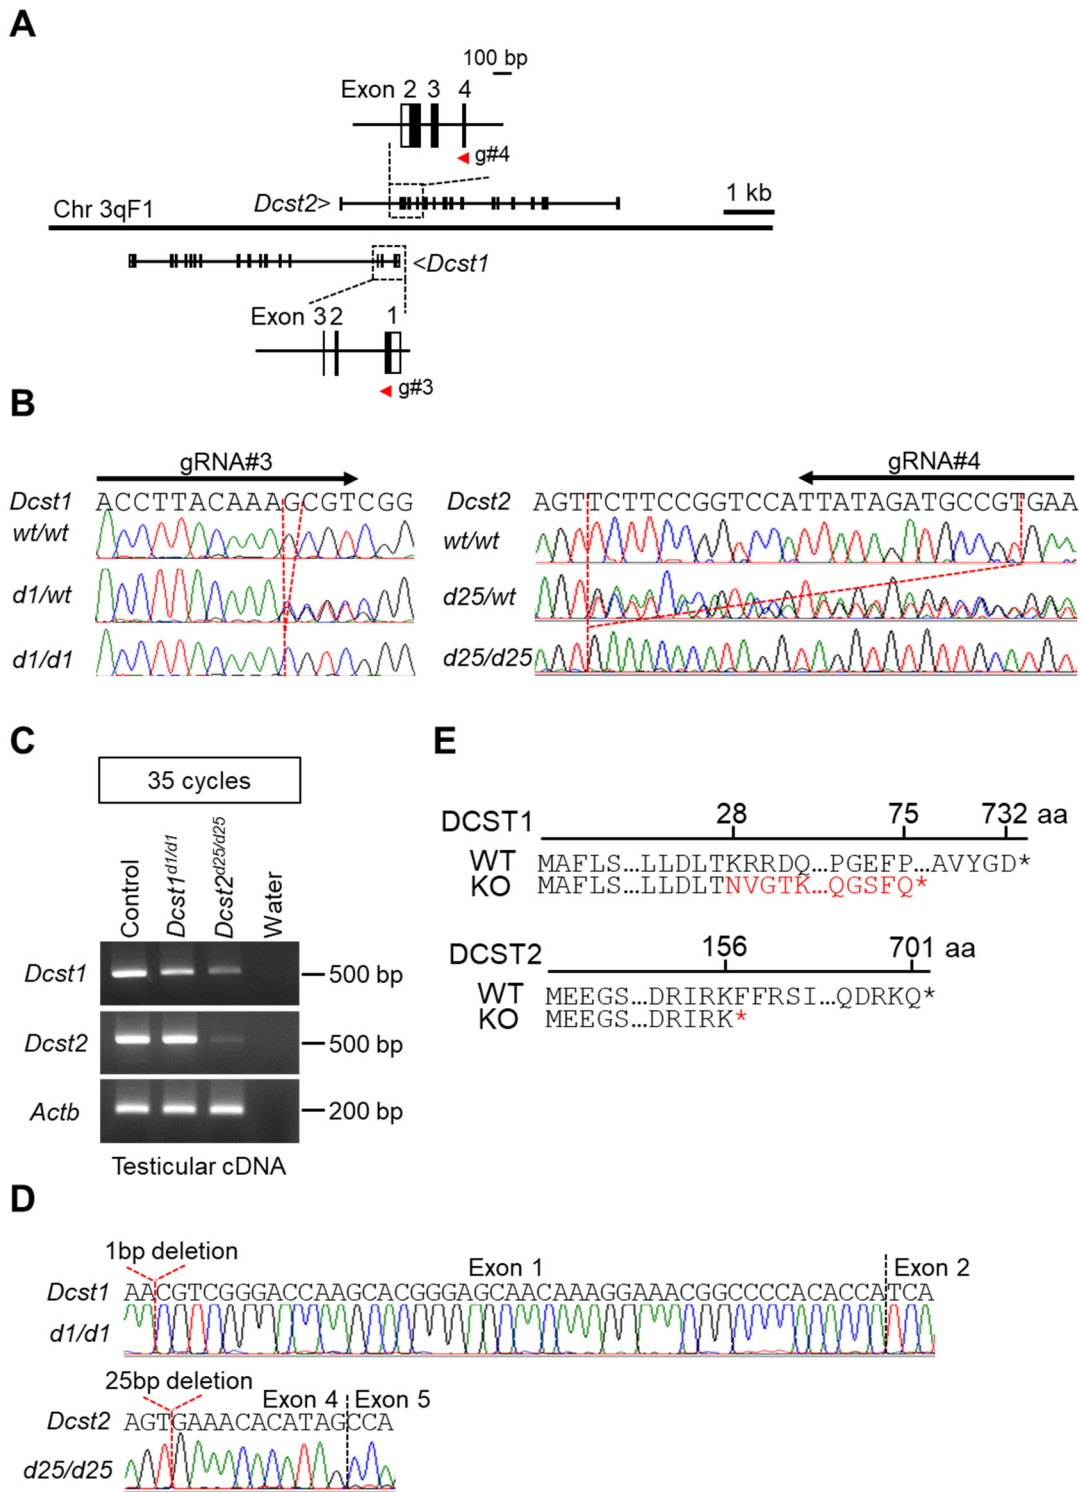 A
100 bp
Exon 2 3 4
g#4
Dcst2>
1 kb
Chr 3qF1
<Dcst1
Exon 3 2 1
g#3
B
gRNA#3
gRNA#4
Dcst1 ACCTTACAAAGCGTCGG
Dcst2 AGTTCTTCCGGTCCATTATAGATGCCGTGAA
wt/wt
wt/wt
d1/wt
d25/wt
d1/d1
d25/d25
C
35 cycles
Control
Dcst1d1/d1
Dcst2d25/d25
Water
Dcst1 500 bp
Dcst2 500 bp
Actb 200 bp
Testicular cDNA
E
28 75 732 aa
DCST1
WT MAFLS...LLDLTKRRDQ...PGEFP...AVYGD*
KO MAFLS...LLDLTNVGTK...QGSFQ*
156 701 aa
DCST2
WT MEEGS...DRIRKFFRSI...QDRKQ*
KO MEEGS...DRIRK*
D
1bp deletion
Exon 1 Exon 2
Dcst1 AACGTCGGGACCAAGCACGGGAGCAACAAAGGAAACGGCCCCACACCATCA
d1/d1
25bp deletion
Exon 4 Exon 5
Dcst2 AGTGAAACACATAGCCA
d25/d25